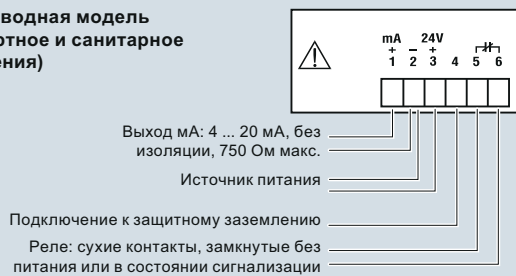 водная модель
тное и санитарное
ения)
mA 24V
+ – +
1 2 3 4 5 6
Выход мА: 4 ... 20 мА, без
изоляции, 750 Ом макс.
Источник питания
Подключение к защитному заземлению
Реле: сухие контакты, замкнутые без
питания или в состоянии сигнализации